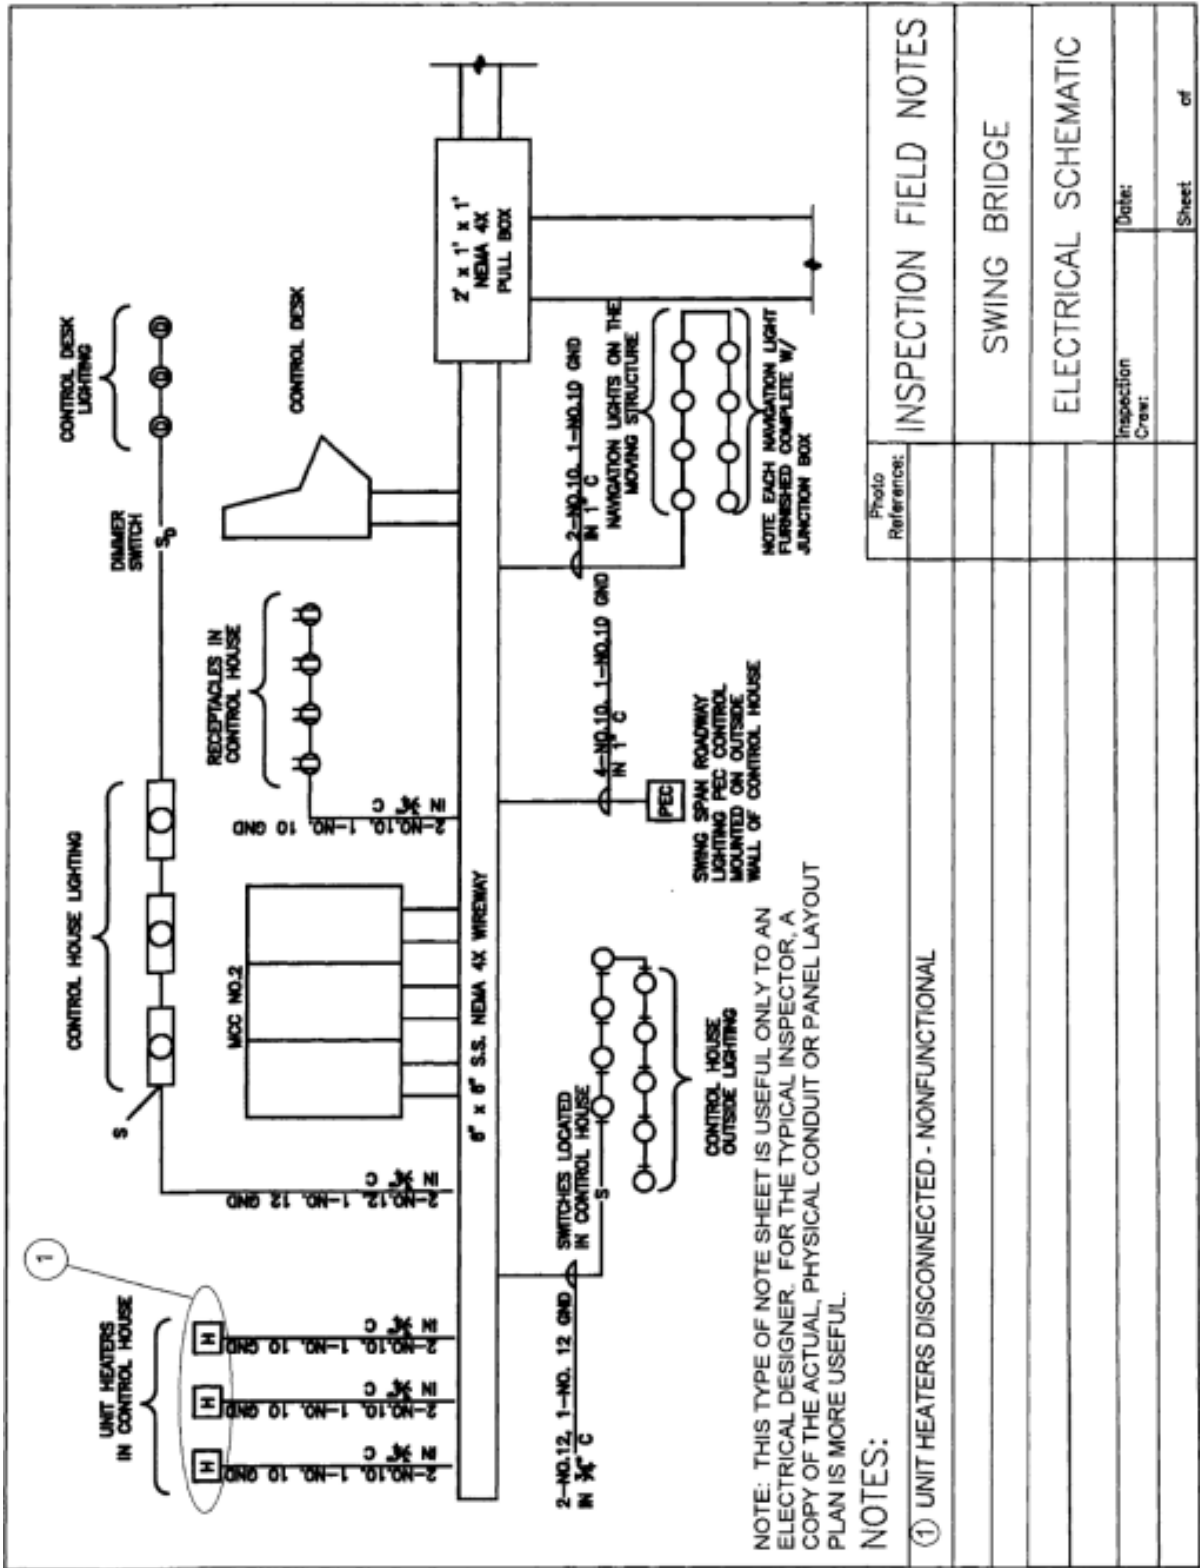 UNIT HEATERS
IN CONTROL HOUSE
1
H
H
H
2-NO.10, 1-NO. 10 GND
IN ¾" C
2-NO.10, 1-NO. 10 GND
IN ¾" C
2-NO.10, 1-NO. 10 GND
IN ¾" C
CONTROL HOUSE LIGHTING
S
2-NO.12, 1-NO. 12 GND
IN ¾" C
DIMMER
SWITCH
S_D
CONTROL DESK
LIGHTING
D
D
D
MCC NO.2
RECEPTACLES IN
CONTROL HOUSE
2-NO.10, 1-NO. 10 GND
IN ¾" C
CONTROL DESK
6" x 6" S.S. NEMA 4X WIREWAY
2' x 1' x 1'
NEMA 4X
PULL BOX
2-NO.12, 1-NO. 12 GND
IN ¾" C
SWITCHES LOCATED
IN CONTROL HOUSE
S
CONTROL HOUSE
OUTSIDE LIGHTING
4-NO.10, 1-NO.10 GND
IN 1" C
PEC
SWING SPAN ROADWAY
LIGHTING PEC CONTROL
MOUNTED ON OUTSIDE
WALL OF CONTROL HOUSE
2-NO.10, 1-NO.10 GND
IN 1" C
NAVIGATION LIGHTS ON THE
MOVING STRUCTURE
NOTE EACH NAVIGATION LIGHT
FURNISHED COMPLETE W/
JUNCTION BOX
NOTE: THIS TYPE OF NOTE SHEET IS USEFUL ONLY TO AN
ELECTRICAL DESIGNER. FOR THE TYPICAL INSPECTOR, A
COPY OF THE ACTUAL, PHYSICAL CONDUIT OR PANEL LAYOUT
PLAN IS MORE USEFUL.
NOTES:
1 UNIT HEATERS DISCONNECTED - NONFUNCTIONAL
Photo
Reference:
INSPECTION FIELD NOTES
SWING BRIDGE
ELECTRICAL SCHEMATIC
Inspection
Crew:
Date:
Sheet of